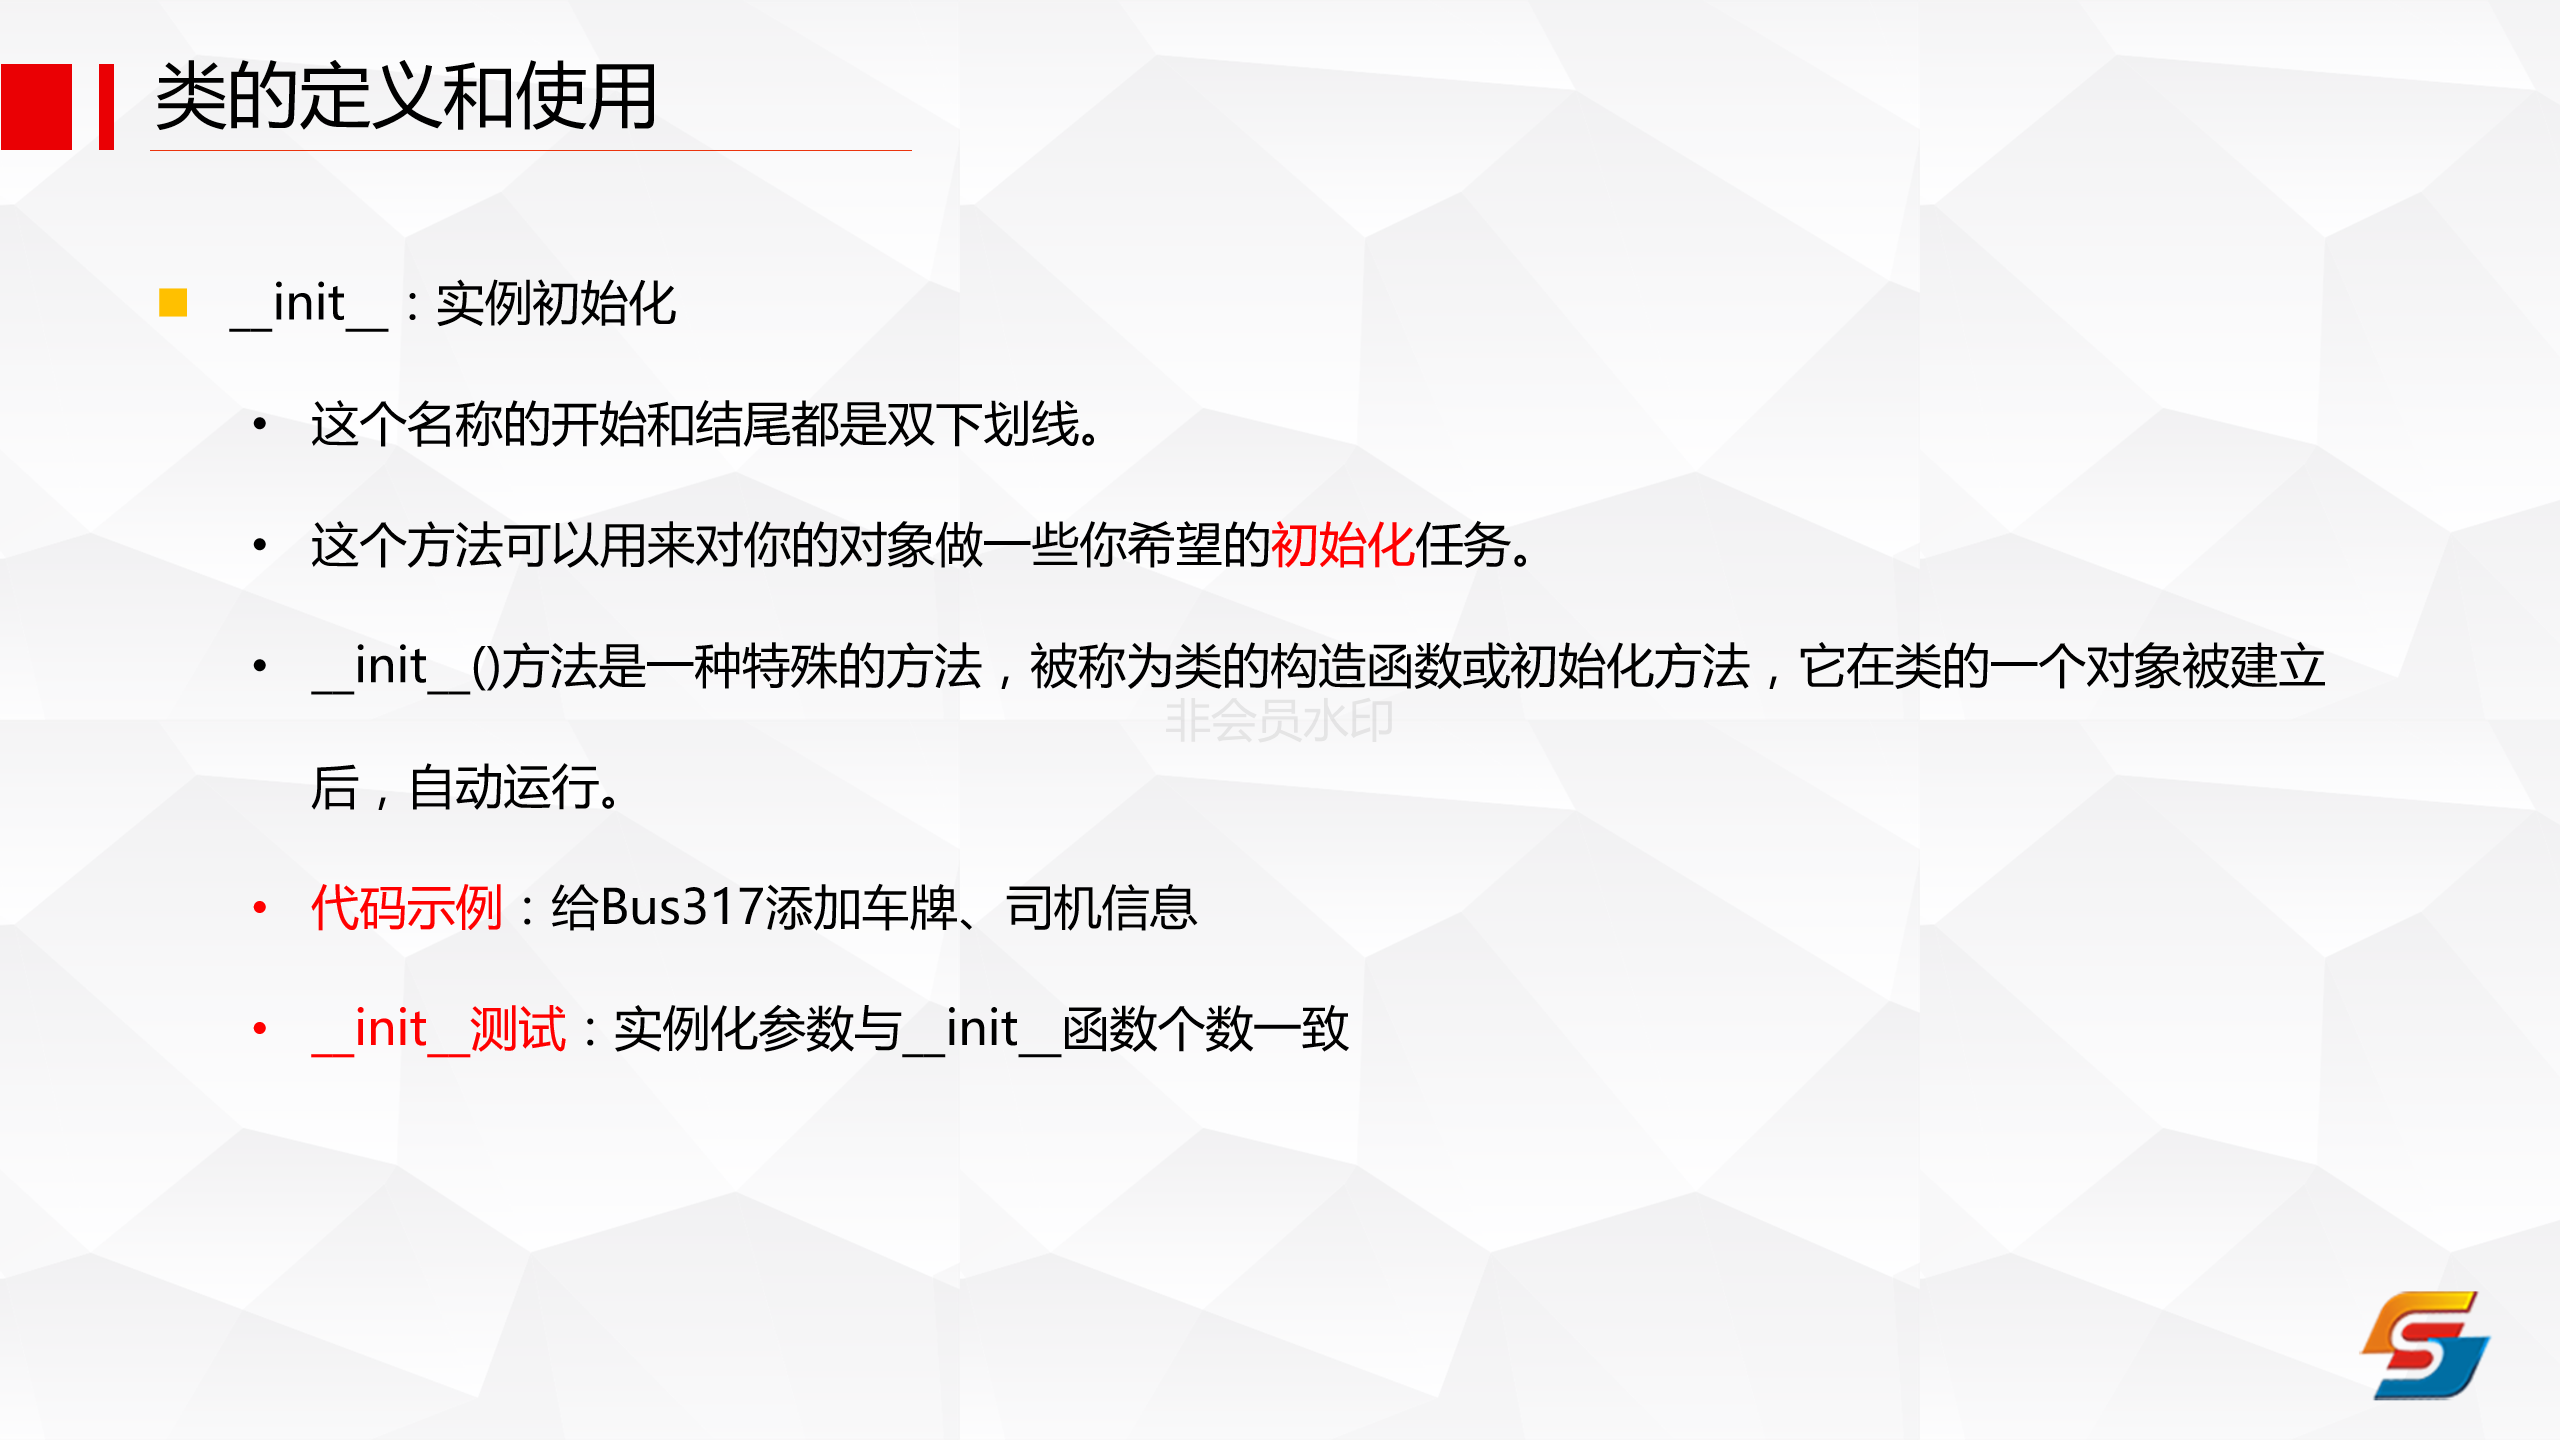 类的定义和使用
__init__：实例初始化
• 这个名称的开始和结尾都是双下划线。
• 这个方法可以用来对你的对象做一些你希望的初始化任务。
• __init__()方法是一种特殊的方法，被称为类的构造函数或初始化方法，它在类的一个对象被建立
非会员水印
后，自动运行。
• 代码示例：给Bus317添加车牌、司机信息
• __init__测试：实例化参数与__init__函数个数一致